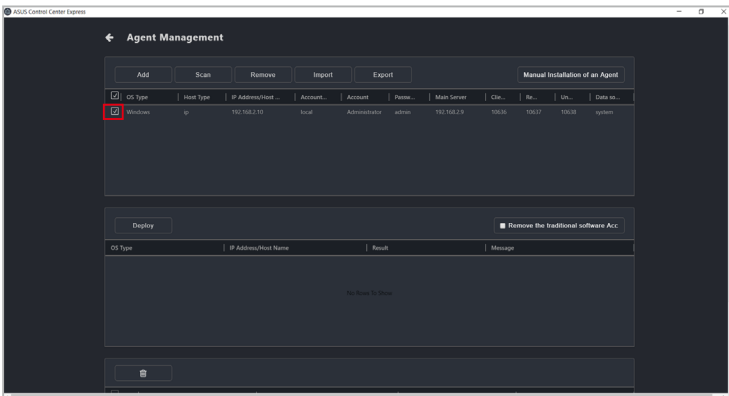 ASUS Control Center Express
Agent Management
Add Scan Remove Import Export Manual Installation of an Agent
OS Type Host Type IP Address/Host ... Account... Account Passw... Main Server Clie... Re... Un... Data so...
Windows ip 192.168.2.10 local Administrator admin 192.168.2.9 10636 10637 10638 system
Deploy Remove the traditional software Acc
OS Type IP Address/Host Name Result Message
No Rows To Show